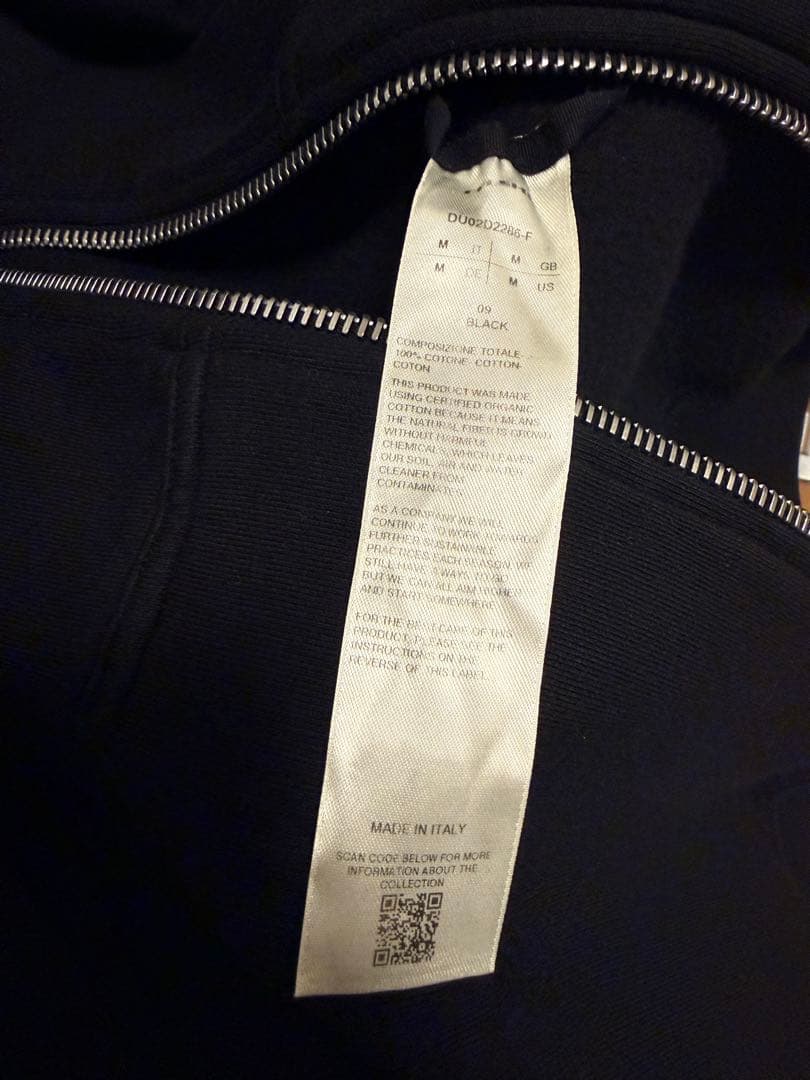 DU02D2286-F
M IT M GB
M DE M US
09
BLACK
COMPOSIZIONE TOTALE
100% COTONE- COTTON-
COTON
THIS PRODUCT WAS MADE
USING CERTIFIED ORGANIC
COTTON BECAUSE IT MEANS
THE NATURAL FIBER IS GROWN
WITHOUT HARMFUL
CHEMICALS, WHICH LEAVES
OUR SOIL, AIR AND WATER
CLEANER FROM
CONTAMINATES
AS A COMPANY WE WILL
CONTINUE TO WORK TOWARDS
FURTHER SUSTAINABLE
PRACTICES EACH SEASON. WE
STILL HAVE WAYS TO GO
BUT WE CAN ALL AIM HIGHER
AND START SOMEWHERE
FOR THE BEST CARE OF THIS
PRODUCT, PLEASE SEE THE
INSTRUCTIONS ON THE
REVERSE OF THIS LABEL.
MADE IN ITALY
SCAN CODE BELOW FOR MORE
INFORMATION ABOUT THE
COLLECTION